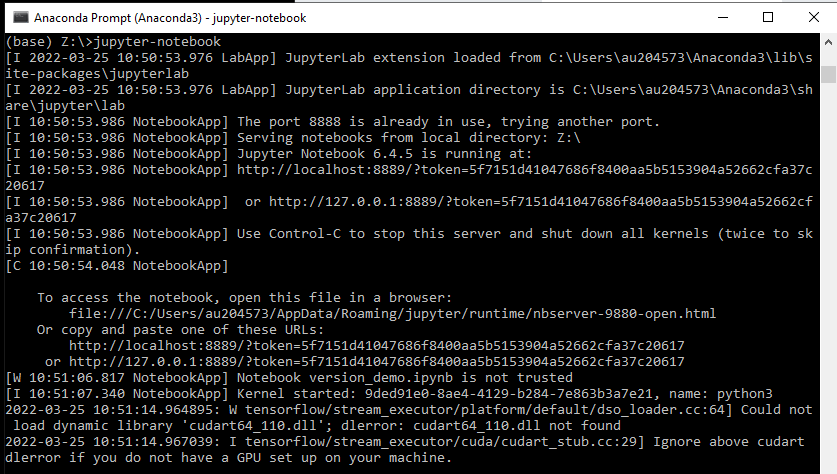 Anaconda Prompt (Anaconda3) - jupyter-notebook
(base) Z:\>jupyter-notebook
[I 2022-03-25 10:50:53.976 LabApp] JupyterLab extension loaded from C:\Users\au204573\Anaconda3\lib\s
ite-packages\jupyterlab
[I 2022-03-25 10:50:53.976 LabApp] JupyterLab application directory is C:\Users\au204573\Anaconda3\sh
are\jupyter\lab
[I 10:50:53.986 NotebookApp] The port 8888 is already in use, trying another port.
[I 10:50:53.986 NotebookApp] Serving notebooks from local directory: Z:\
[I 10:50:53.986 NotebookApp] Jupyter Notebook 6.4.5 is running at:
[I 10:50:53.986 NotebookApp] http://localhost:8889/?token=5f7151d41047686f8400aa5b5153904a52662cfa37c
20617
[I 10:50:53.986 NotebookApp]  or http://127.0.0.1:8889/?token=5f7151d41047686f8400aa5b5153904a52662cf
a37c20617
[I 10:50:53.986 NotebookApp] Use Control-C to stop this server and shut down all kernels (twice to sk
ip confirmation).
[C 10:50:54.048 NotebookApp]
To access the notebook, open this file in a browser:
file:///C:/Users/au204573/AppData/Roaming/jupyter/runtime/nbserver-9880-open.html
Or copy and paste one of these URLs:
http://localhost:8889/?token=5f7151d41047686f8400aa5b5153904a52662cfa37c20617
or http://127.0.0.1:8889/?token=5f7151d41047686f8400aa5b5153904a52662cfa37c20617
[W 10:51:06.817 NotebookApp] Notebook version_demo.ipynb is not trusted
[I 10:51:07.340 NotebookApp] Kernel started: 9ded91e0-8ae4-4129-b284-7e863b3a7e21, name: python3
2022-03-25 10:51:14.964895: W tensorflow/stream_executor/platform/default/dso_loader.cc:64] Could not
load dynamic library 'cudart64_110.dll'; dlerror: cudart64_110.dll not found
2022-03-25 10:51:14.967039: I tensorflow/stream_executor/cuda/cudart_stub.cc:29] Ignore above cudart
dlerror if you do not have a GPU set up on your machine.